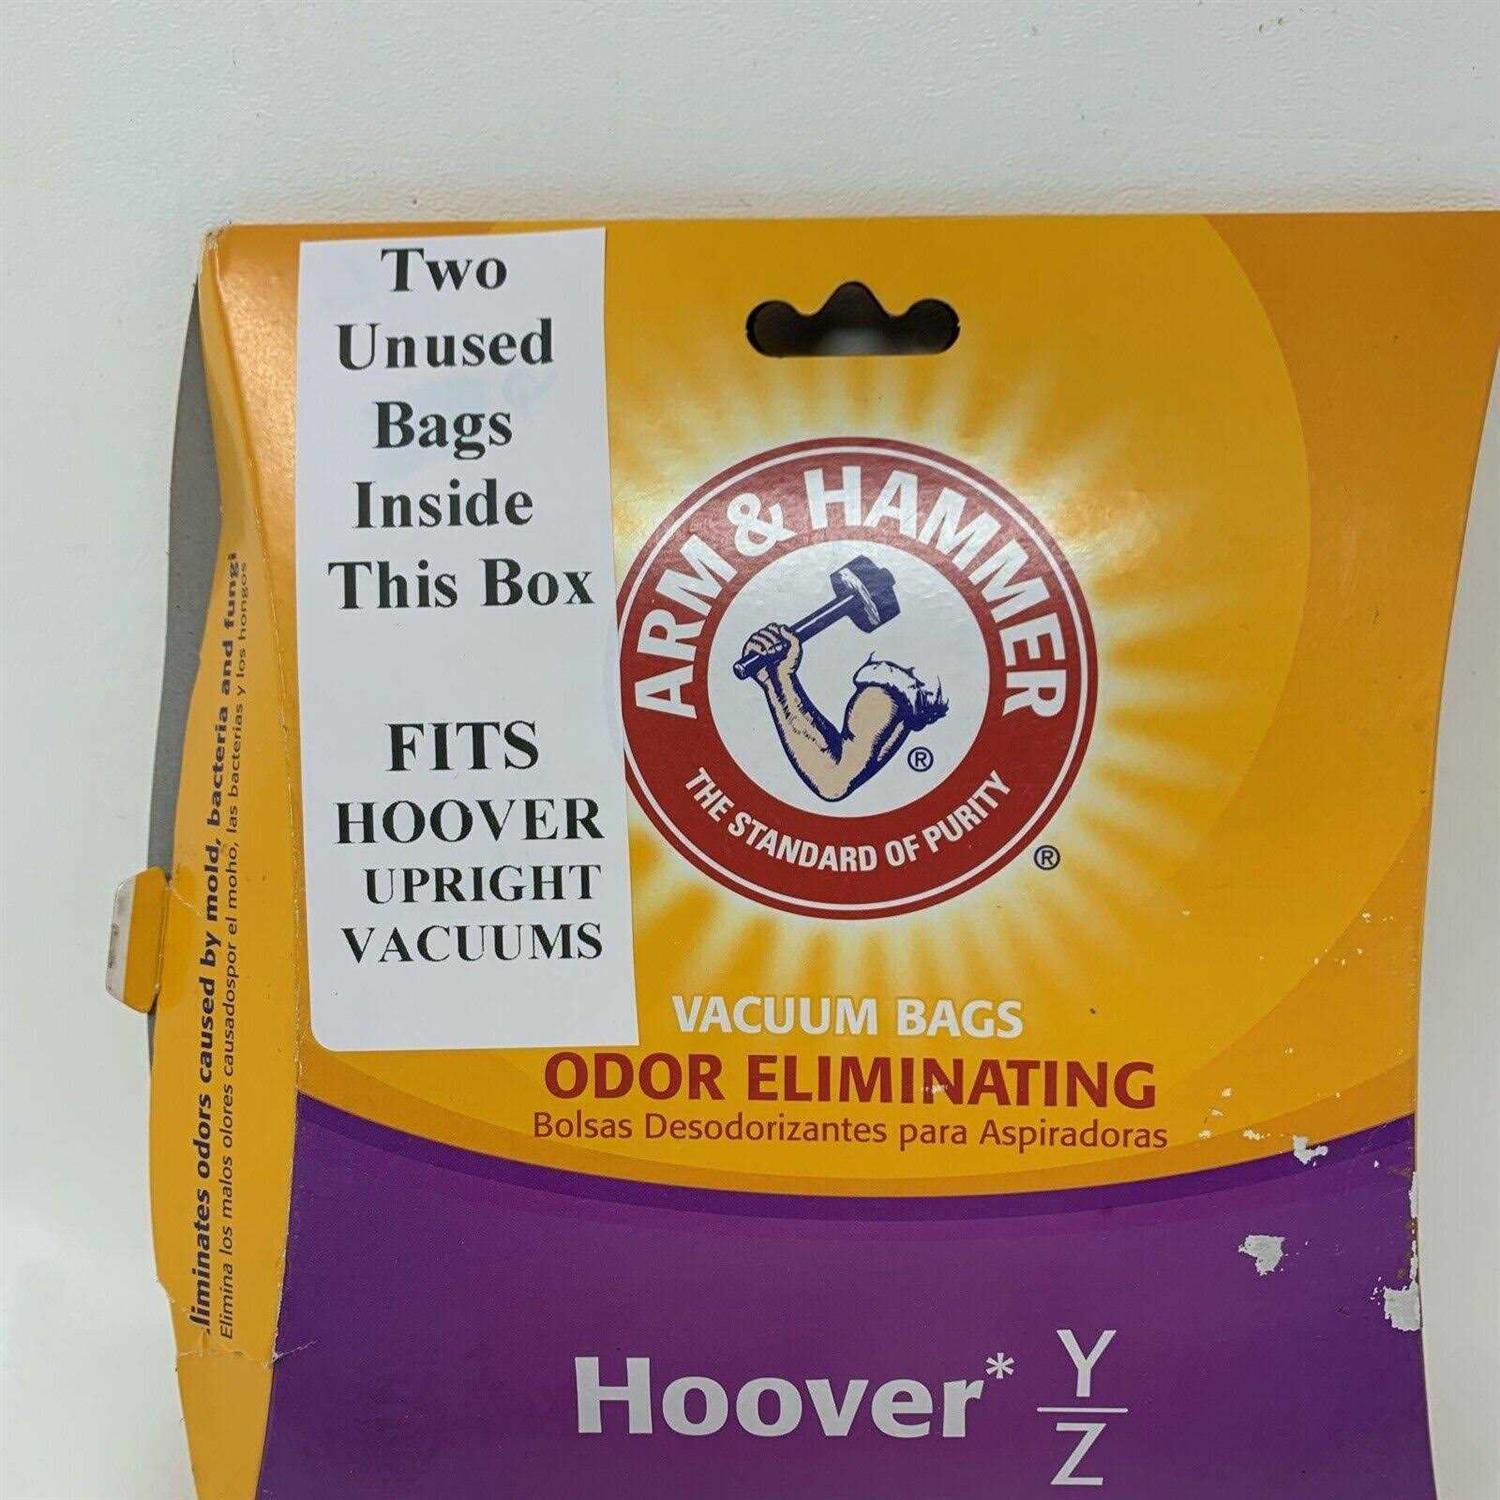 Two
Unused
Bags
Inside
This Box
FITS
HOOVER
UPRIGHT
VACUUMS
ARM & HAMMER
THE STANDARD OF PURITY
®
®
VACUUM BAGS
ODOR ELIMINATING
Bolsas Desodorizantes para Aspiradoras
Hoover* Y
Z
liminates odors caused by mold, bacteria and fungi
Elimina los malos olores causadospor el moho, las bacterias y los hongos